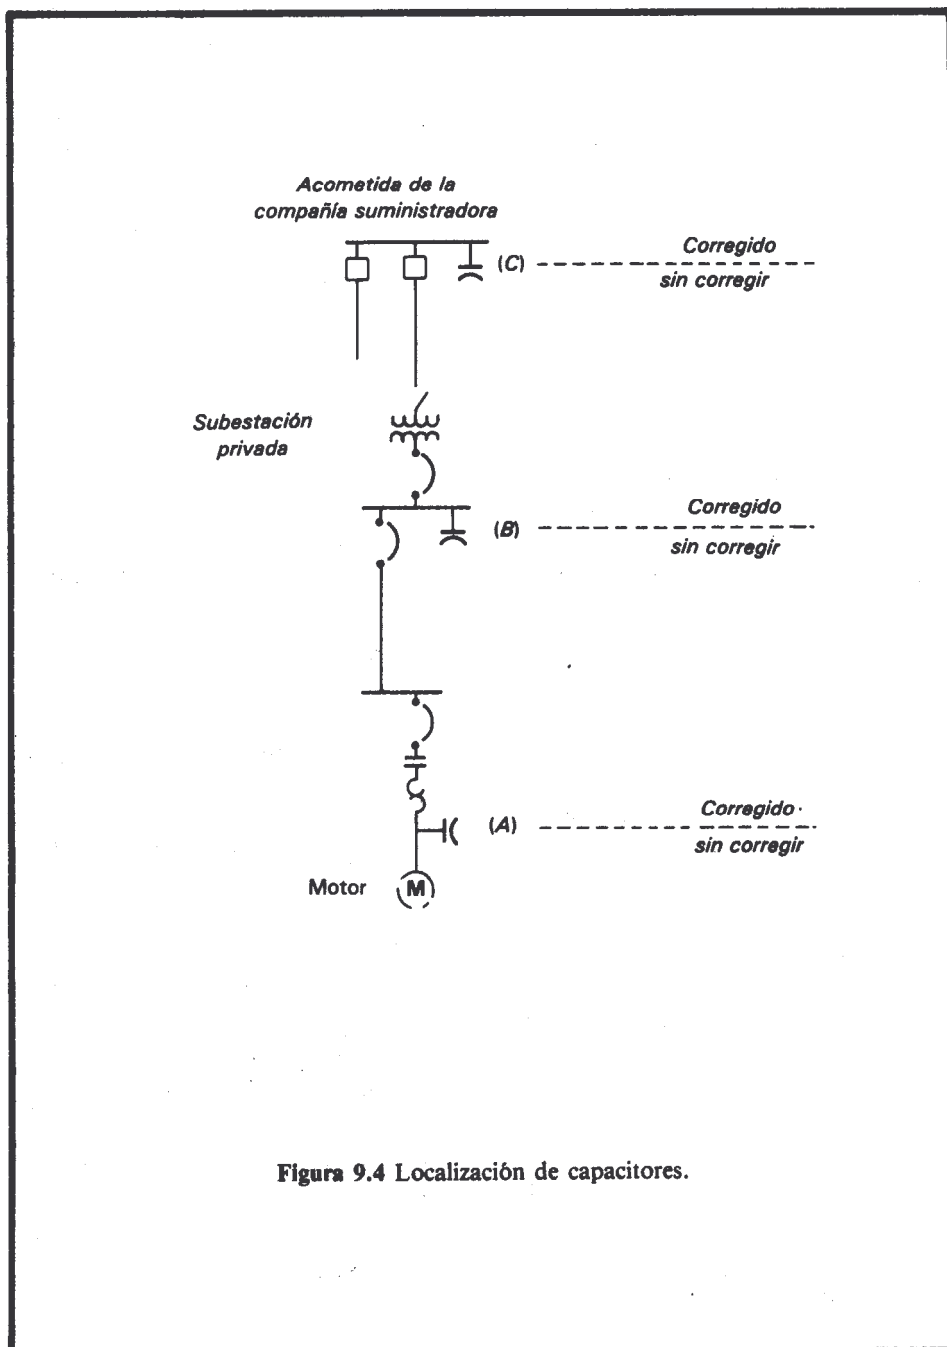 Acometida de la
compañía suministradora
(C)
Corregido
sin corregir
Subestación
privada
(B)
Corregido
sin corregir
(A)
Corregido
sin corregir
Motor
M
Figura 9.4 Localización de capacitores.